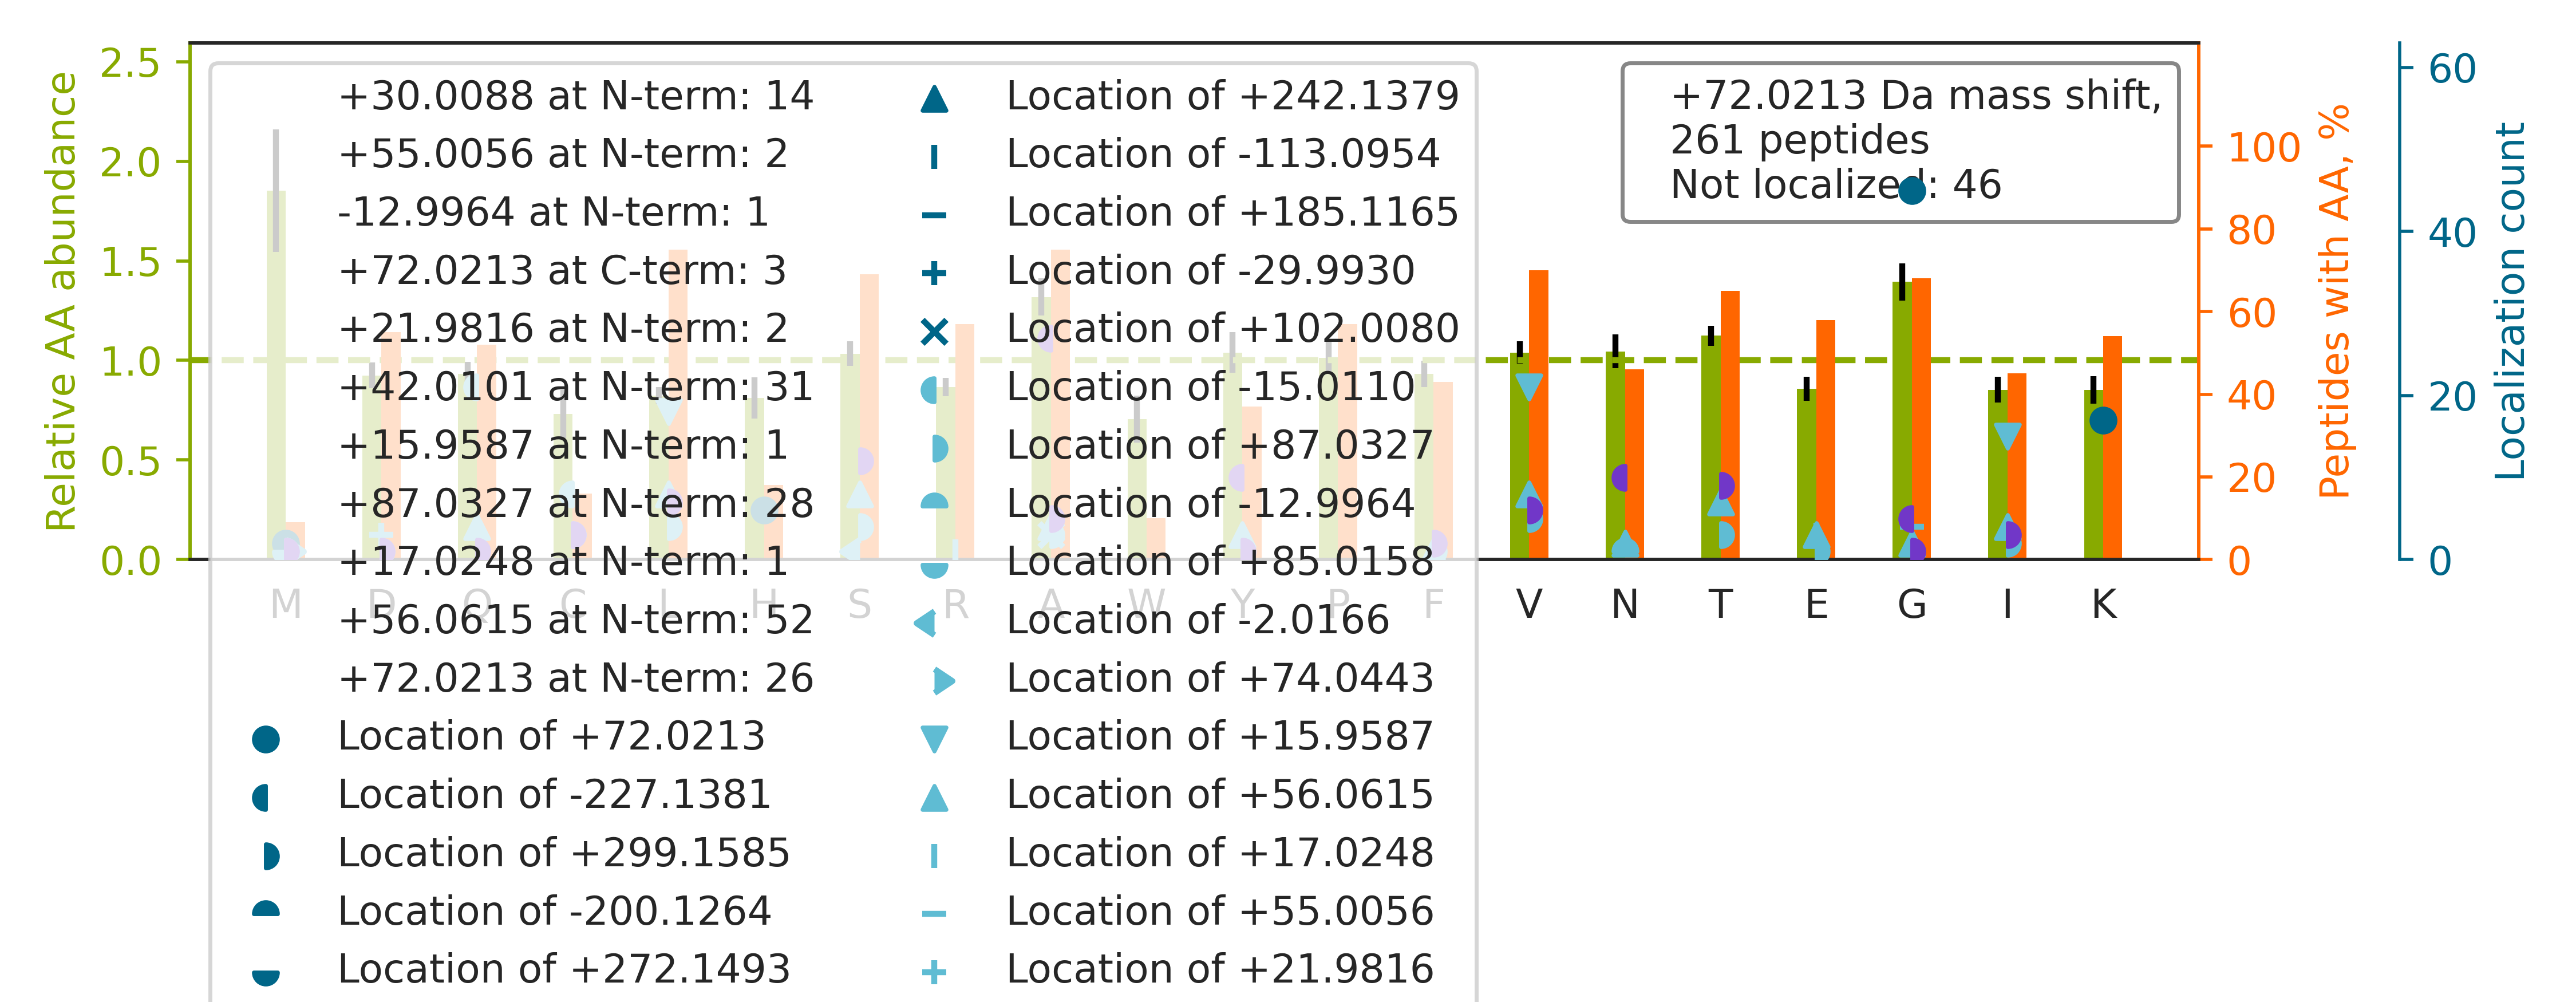 2.5
2.0
1.5
1.0
0.5
0.0
Relative AA abundance
+30.0088 at N-term: 14
+55.0056 at N-term: 2
-12.9964 at N-term: 1
+72.0213 at C-term: 3
+21.9816 at N-term: 2
+42.0101 at N-term: 31
+15.9587 at N-term: 1
+87.0327 at N-term: 28
+17.0248 at N-term: 1
+56.0615 at N-term: 52
+72.0213 at N-term: 26
Location of +72.0213
Location of -227.1381
Location of +299.1585
Location of -200.1264
Location of +272.1493
Location of +242.1379
Location of -113.0954
Location of +185.1165
Location of -29.9930
Location of +102.0080
Location of -15.0110
Location of +87.0327
Location of -12.9964
Location of +85.0158
Location of -2.0166
Location of +74.0443
Location of +15.9587
Location of +56.0615
Location of +17.0248
Location of +55.0056
Location of +21.9816
+72.0213 Da mass shift,
261 peptides
Not localized: 46
M D Q C L H S R A W Y P F V N T E G I K
100
80
60
40
20
0
Peptides with AA, %
60
40
20
0
Localization count